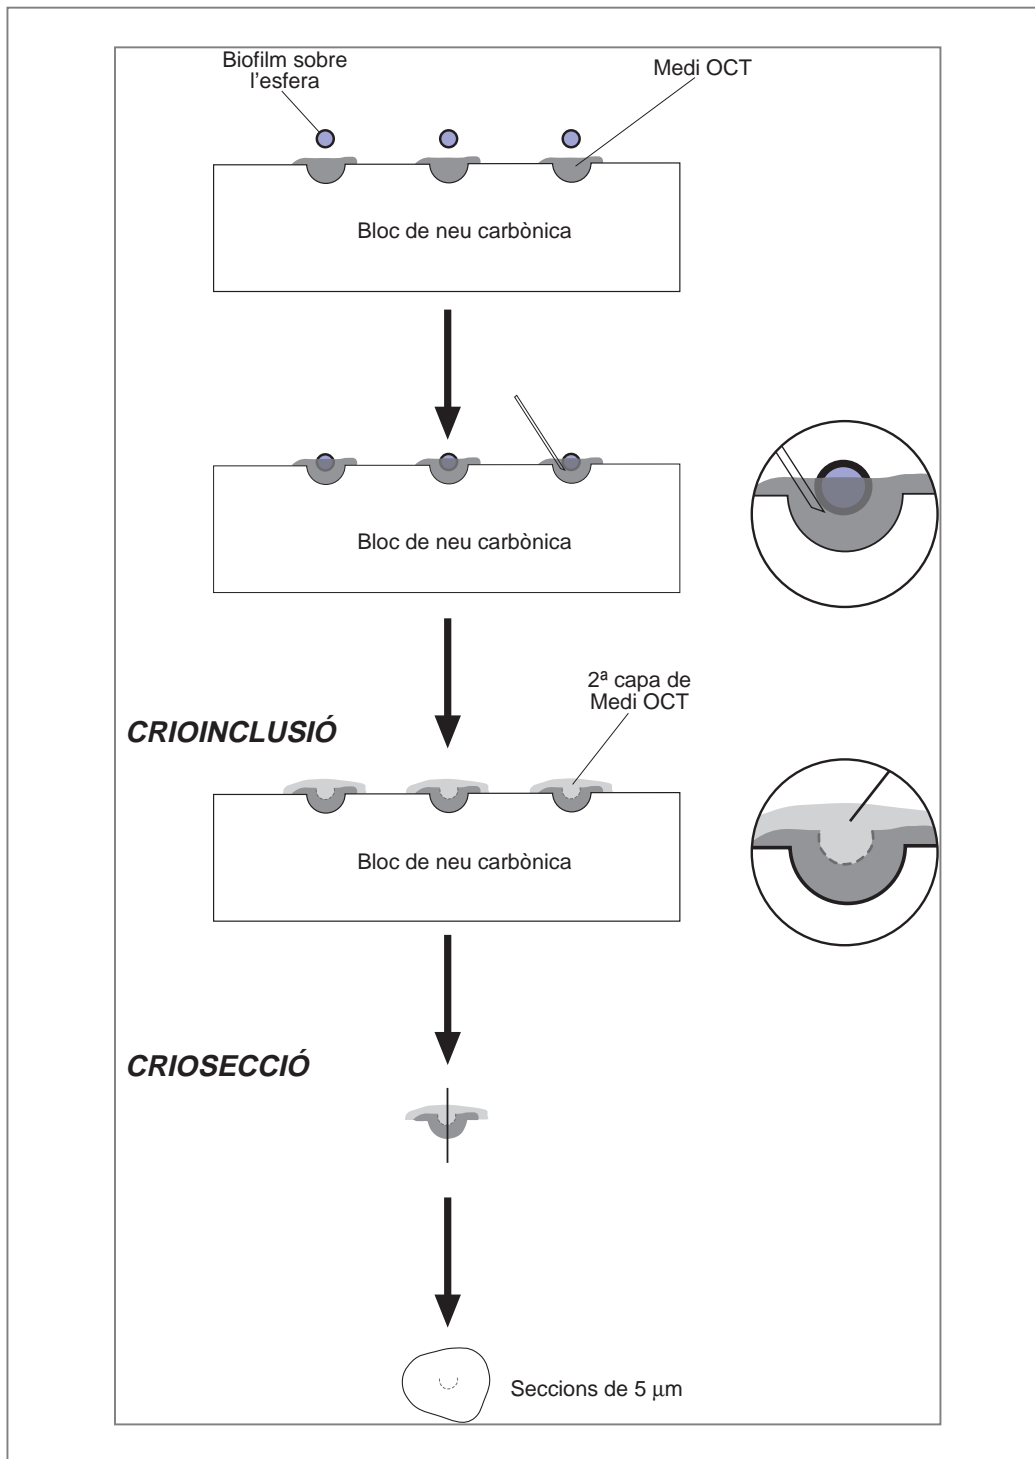 Biofilm sobre
l'esfera
Medi OCT
Bloc de neu carbònica
Bloc de neu carbònica
2ª capa de
Medi OCT
CRIOINCLUSIÓ
Bloc de neu carbònica
CRIOSECCIÓ
Seccions de 5 μm